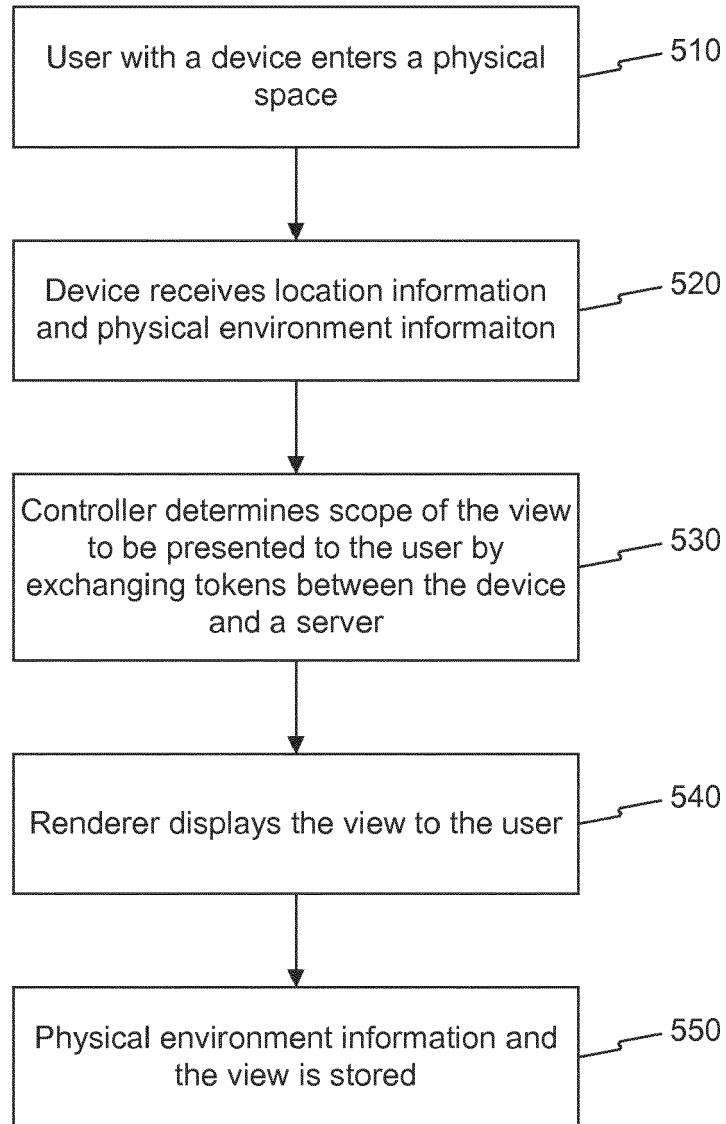 User with a device enters a physical
space
510
Device receives location information
and physical environment informaiton
520
Controller determines scope of the view
to be presented to the user by
exchanging tokens between the device
and a server
530
Renderer displays the view to the user
540
Physical environment information and
the view is stored
550